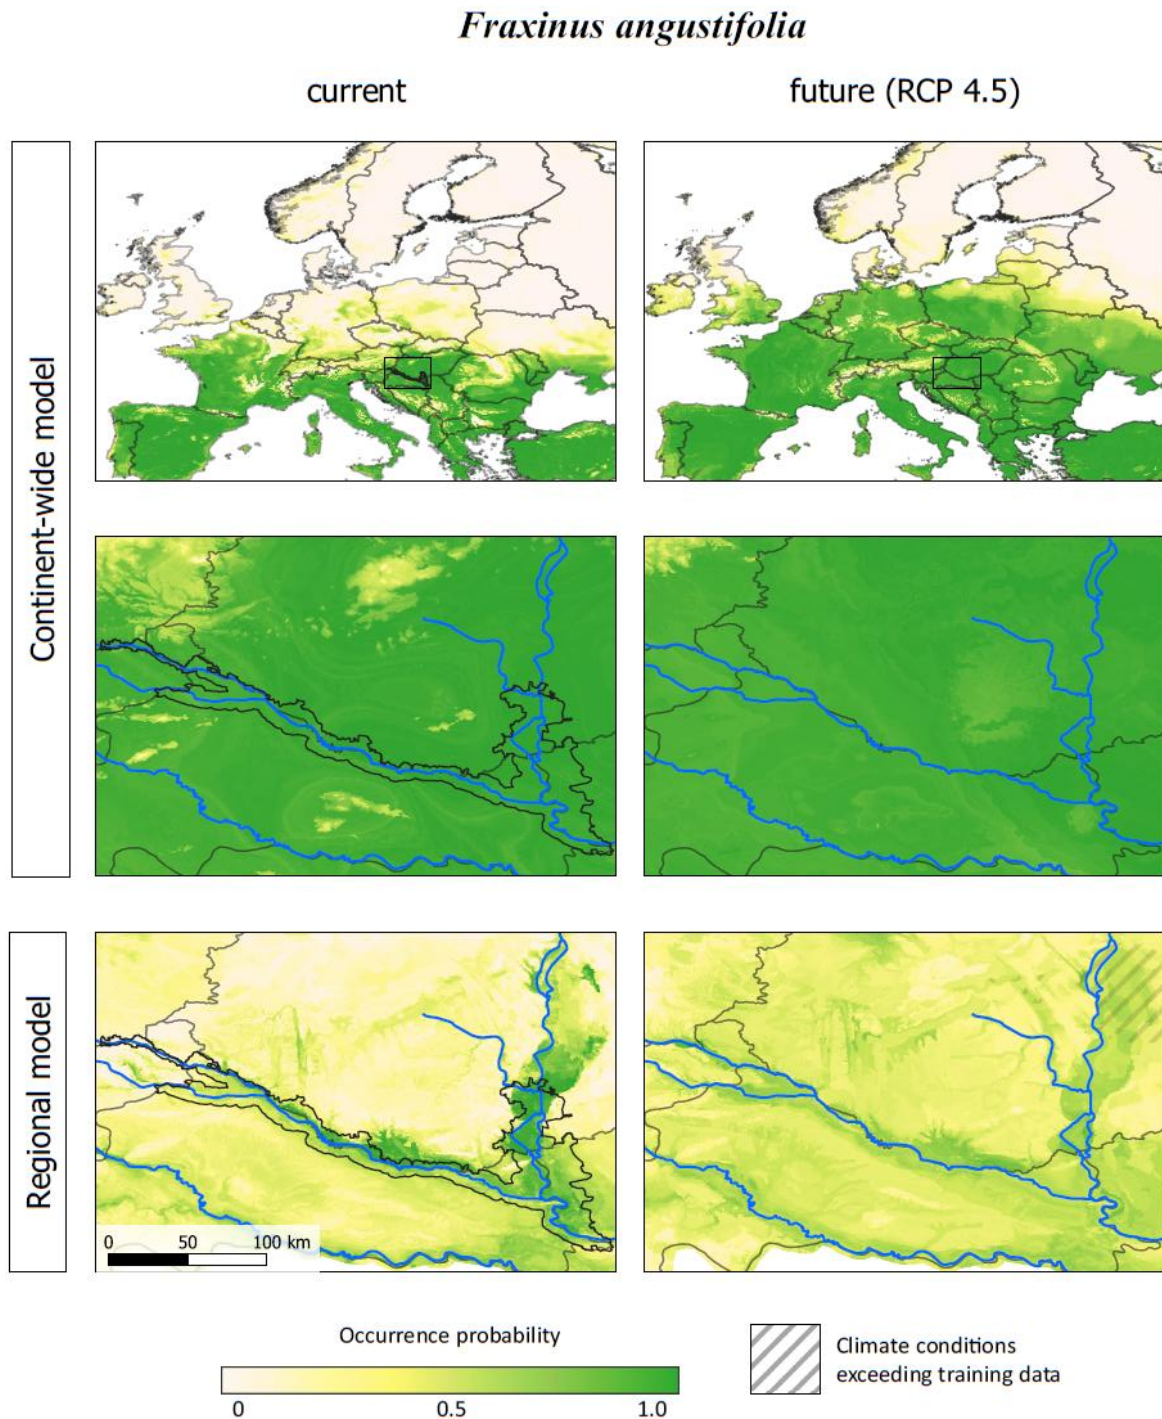 Fraxinus angustifolia
current
future (RCP 4.5)
Continent-wide model
Regional model
0 50 100 km
Occurrence probability
0 0.5 1.0
Climate conditions
exceeding training data